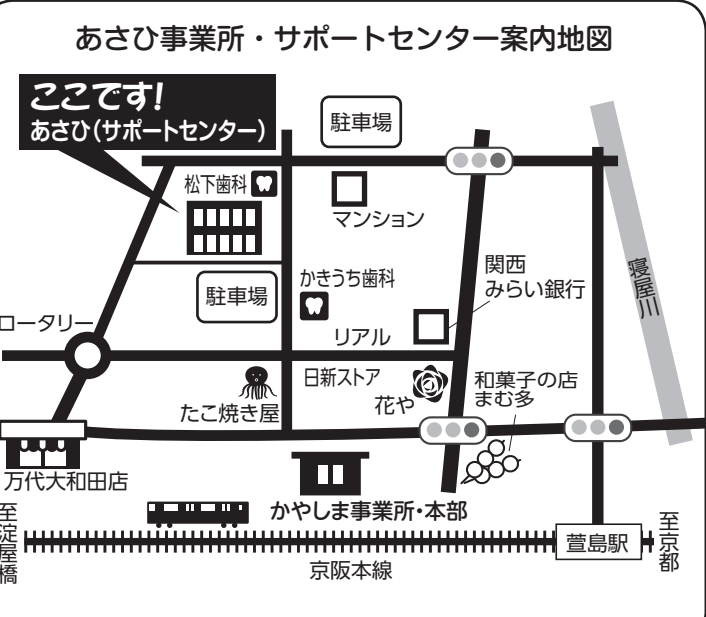 あさひ事業所・サポートセンター案内地図
ここです!
あさひ(サポートセンター)
駐車場
松下歯科
マンション
関西
みらい銀行
寝屋川
かきうち歯科
駐車場
ロータリー
リアル
日新ストア
和菓子の店
まむ多
花や
たこ焼き屋
万代大和田店
かやしま事業所・本部
至淀屋橋
京阪本線
萱島駅
至京都